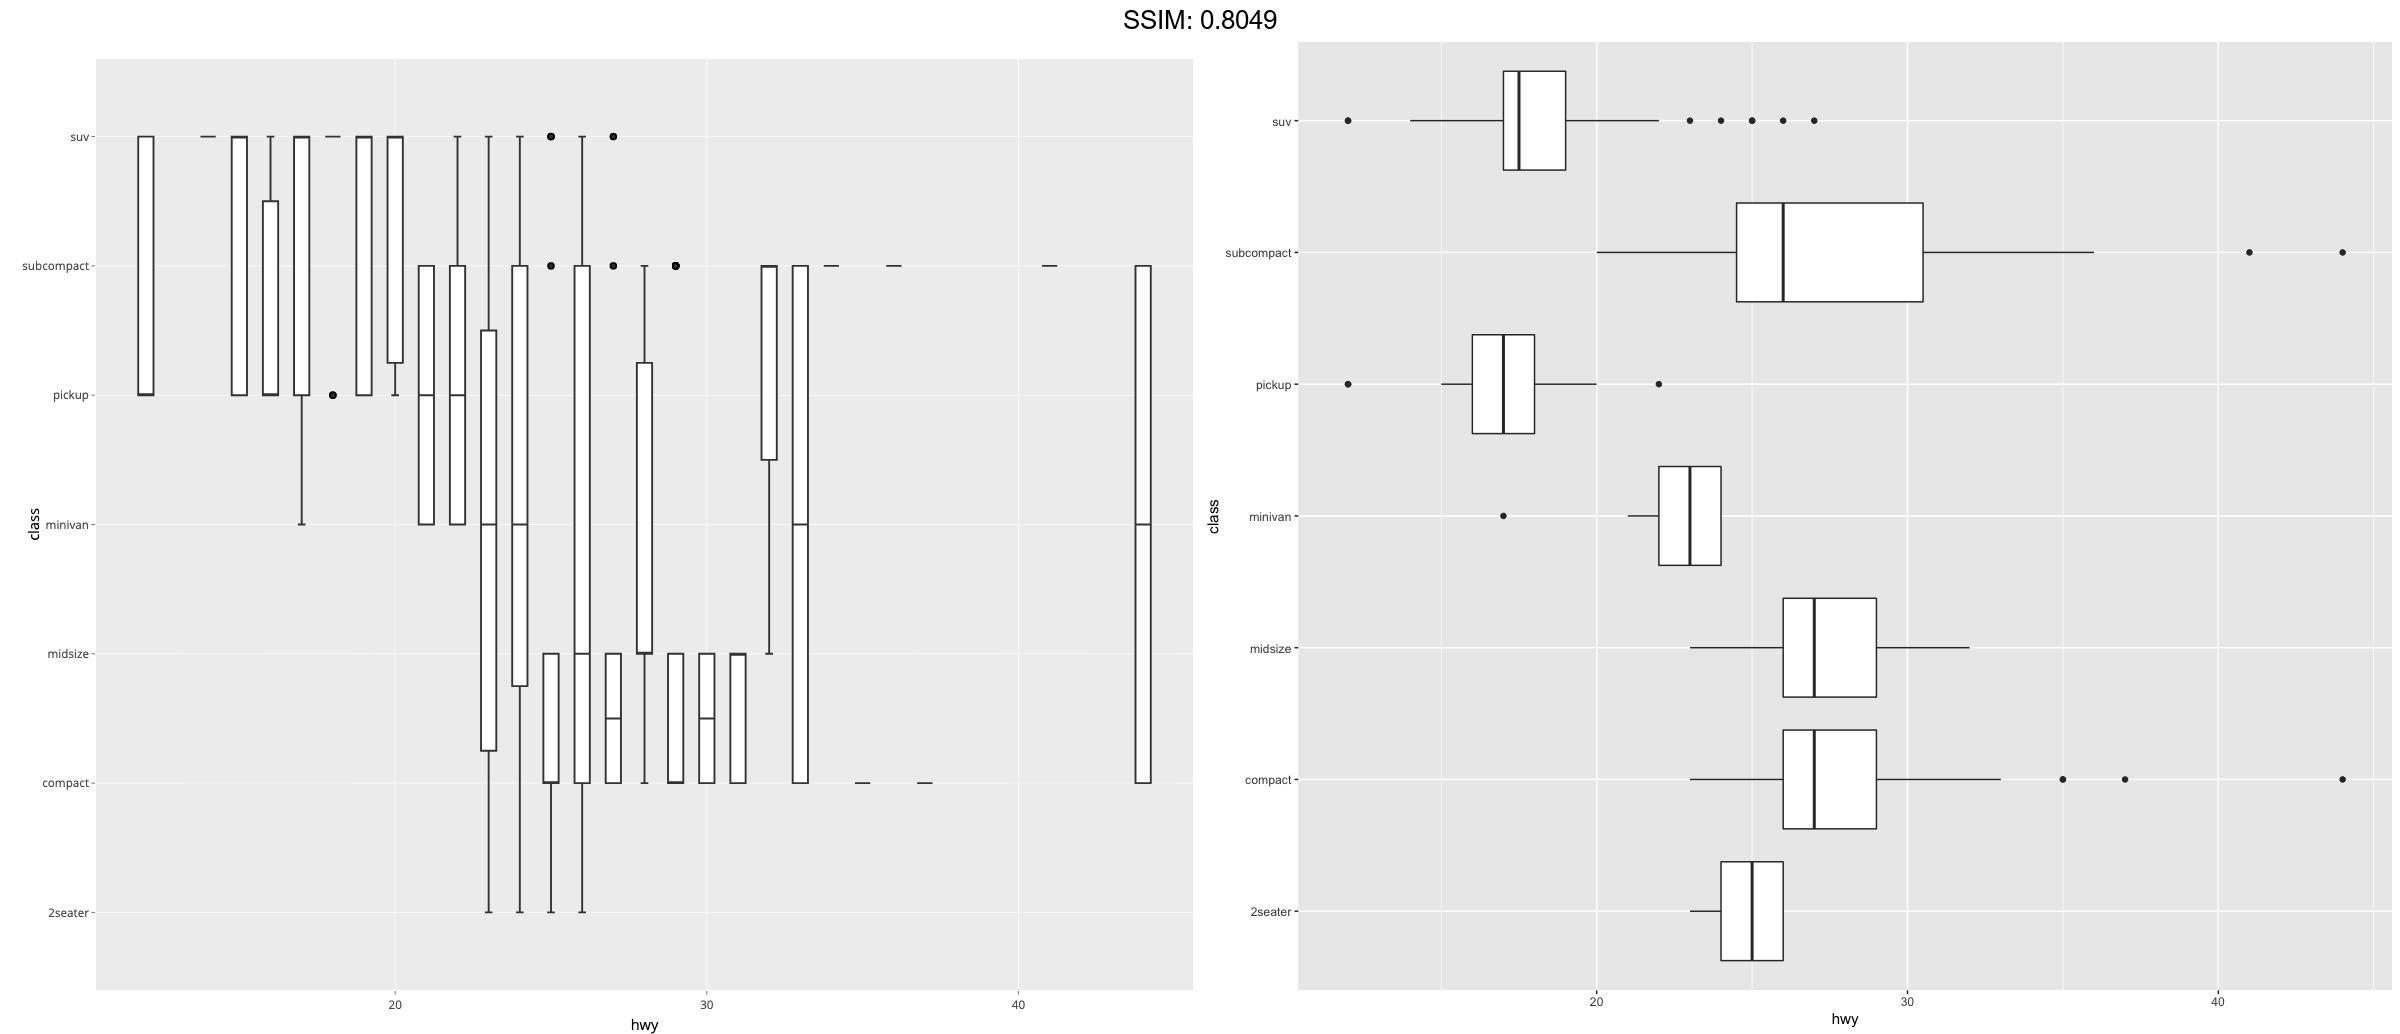 SSIM: 0.8049
suv
subcompact
pickup
minivan
midsize
compact
2seater
class
20
30
40
hwy
suv
subcompact
pickup
minivan
midsize
compact
2seater
class
20
30
40
hwy